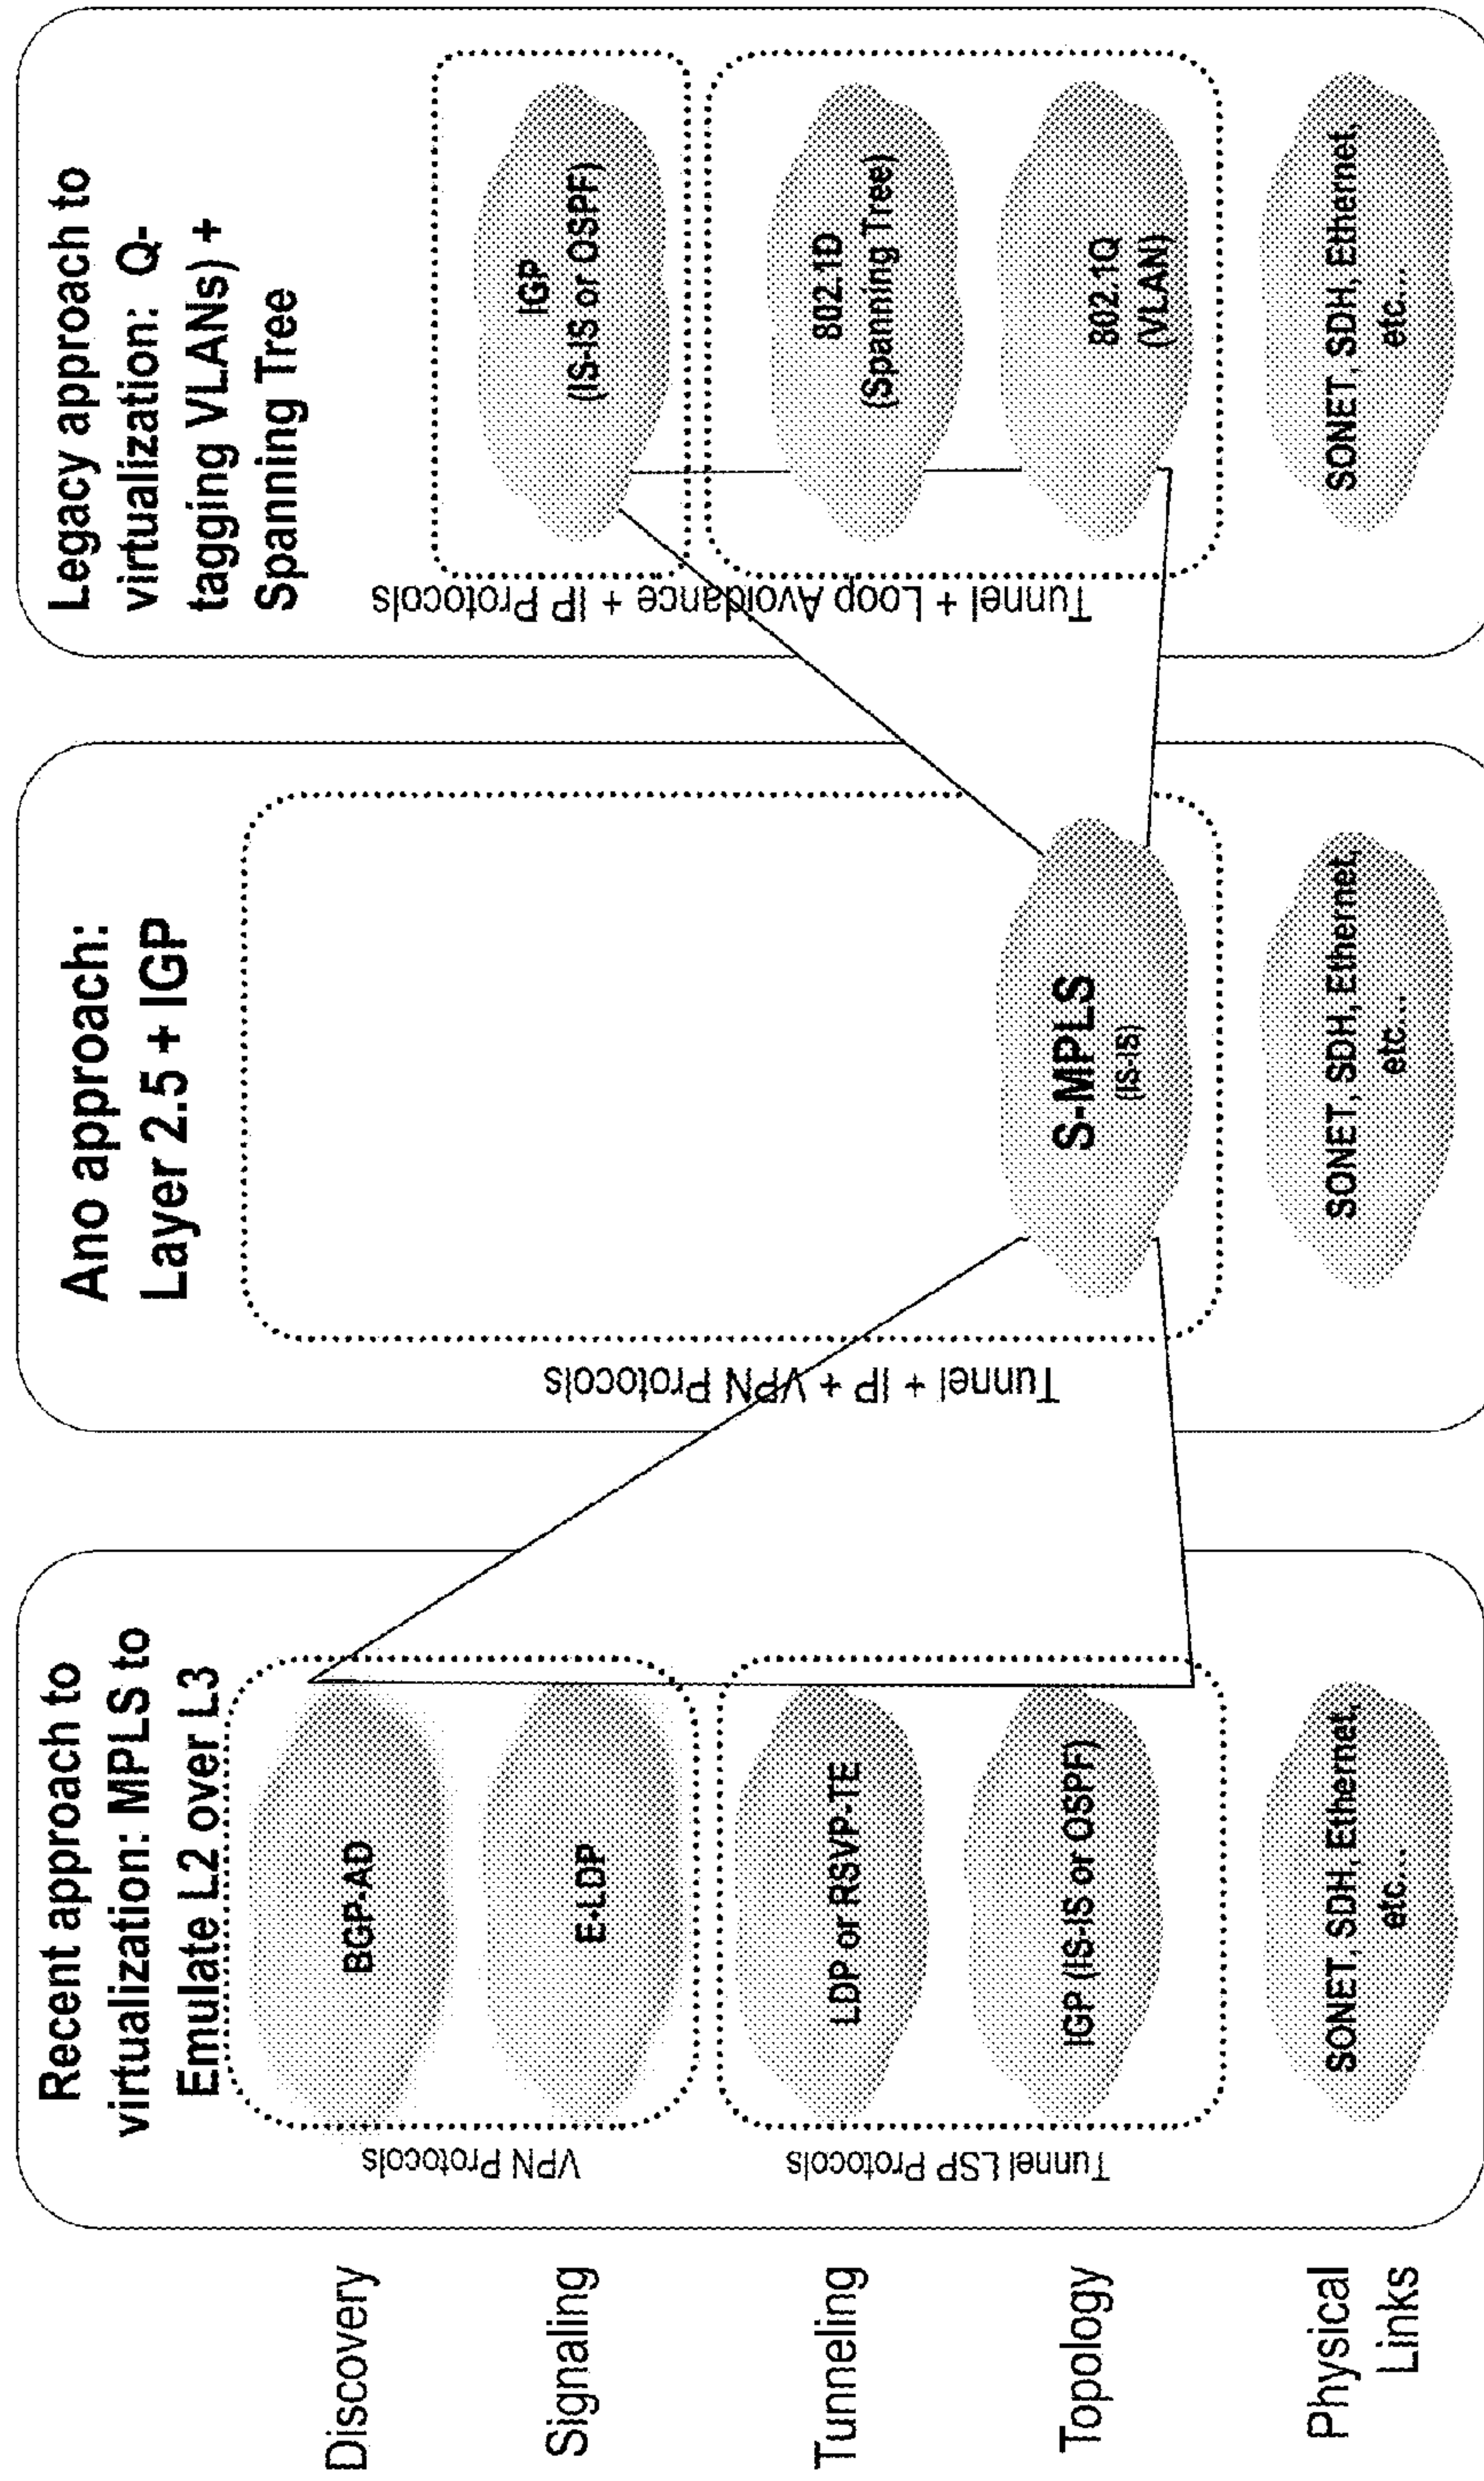 Discovery
Signaling
Tunneling
Topology
Physical
Links
Recent approach to
virtualization: MPLS to
Emulate L2 over L3
VPN Protocols
BGP-AD
E-LDP
Tunnel LSP Protocols
LDP or RSVP-TE
IGP (IS-IS or OSPF)
SONET, SDH, Ethernet,
etc...
Ano approach:
Layer 2.5 + IGP
Tunnel + IP + VPN Protocols
S-MPLS
(IS-IS)
SONET, SDH, Ethernet,
etc...
Legacy approach to
virtualization: Q-
tagging VLANs) +
Spanning Tree
Tunnel + Loop Avoidance + IP Protocols
IGP
(IS-IS or OSPF)
802.1D
(Spanning Tree)
802.1Q
(VLAN)
SONET, SDH, Ethernet,
etc...